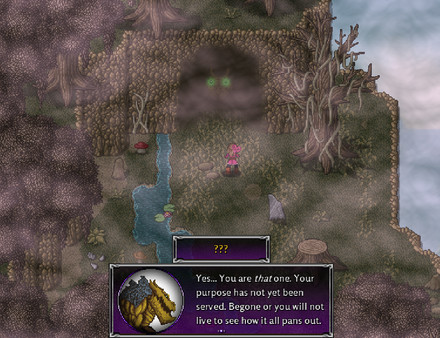 ???
Yes... You are that one. Your
purpose has not yet been
served. Begone or you will not
live to see how it all pans out.